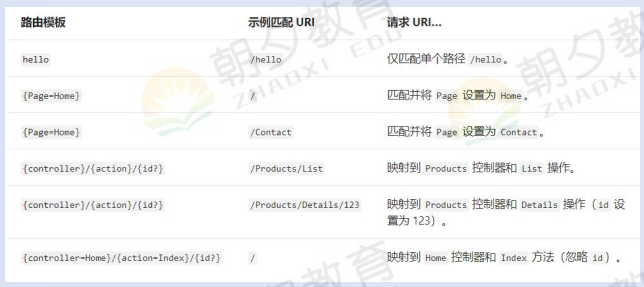 路由模板 示例匹配 URI 请求 URI...
hello /hello 仅匹配单个路径 /hello。
{Page=Home} / 匹配并将 Page 设置为 Home。
{Page=Home} /Contact 匹配并将 Page 设置为 Contact。
{controller}/{action}/{id?} /Products/List 映射到 Products 控制器和 List 操作。
{controller}/{action}/{id?} /Products/Details/123 映射到 Products 控制器和 Details 操作（id 设
置为 123）。
{controller=Home}/{action=Index}/{id?} / 映射到 Home 控制器和 Index 方法（忽略 id）。
朝夕教育
ZHAOXI EDU
朝夕
ZHAOXI
教育